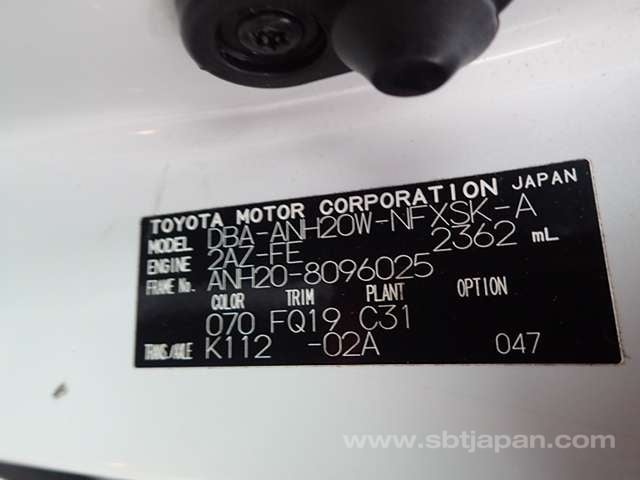 TOYOTA MOTOR CORPORATION JAPAN
MODEL DBA-ANH20W-NFXSK-A
ENGINE 2AZ-FE 2362 mL
FRAME No. ANH20-8096025
COLOR TRIM PLANT OPTION
070 FQ19 C31
TRANS./AXLE K112 -02A 047
www.sbtjapan.com